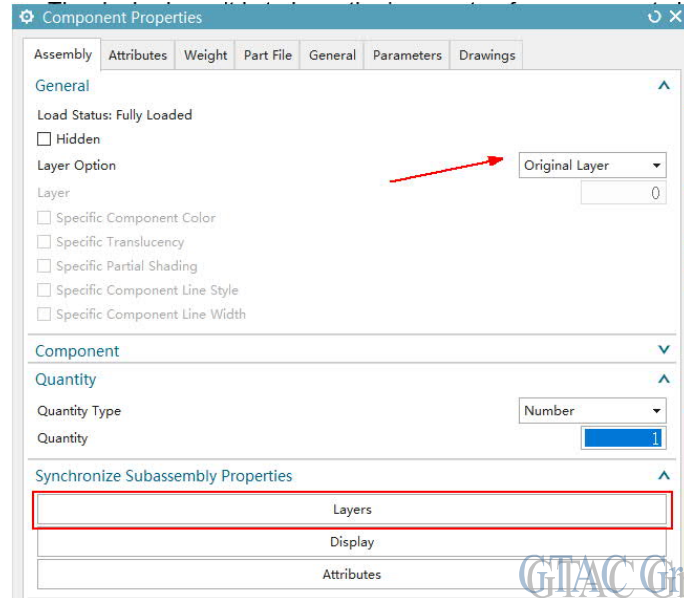 Component Properties
Assembly Attributes Weight Part File General Parameters Drawings
General
Load Status: Fully Loaded
Hidden
Layer Option Original Layer
Layer 0
Specific Component Color
Specific Translucency
Specific Partial Shading
Specific Component Line Style
Specific Component Line Width
Component
Quantity
Quantity Type Number
Quantity 1
Synchronize Subassembly Properties
Layers
Display
Attributes
GTAC